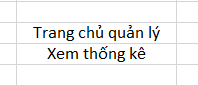 Trang chủ quản lý
Xem thống kê